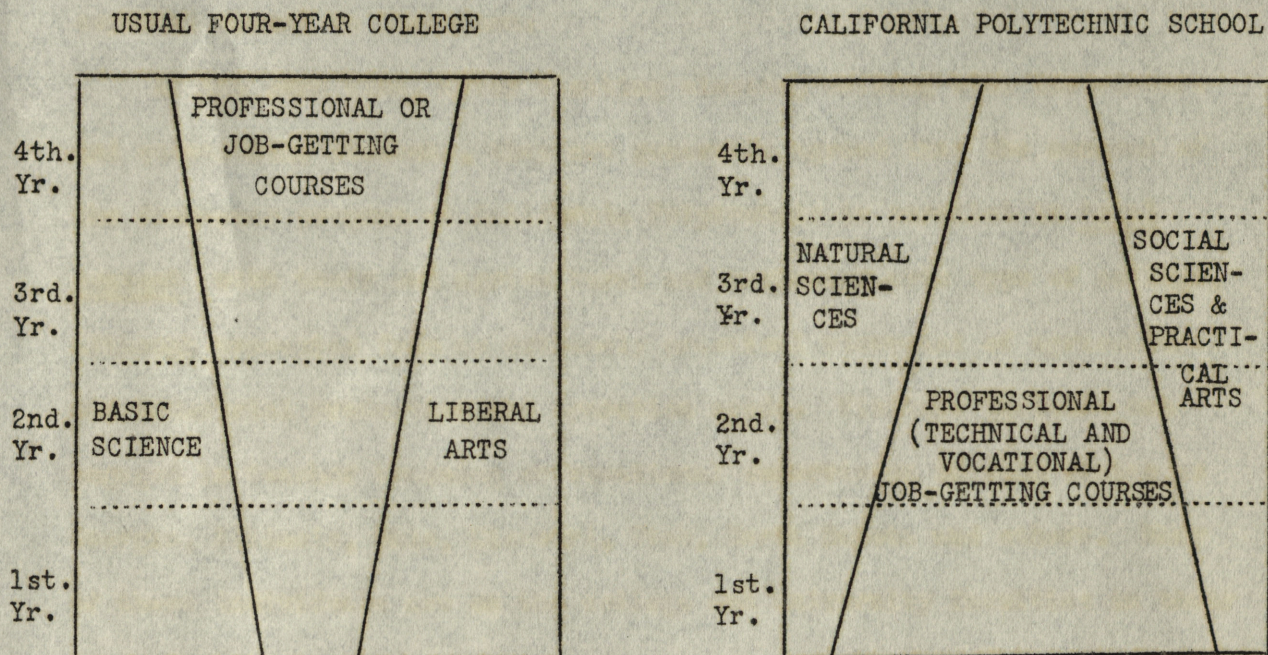 USUAL FOUR-YEAR COLLEGE
PROFESSIONAL OR
JOB-GETTING
COURSES
4th.
Yr.
3rd.
Yr.
BASIC
SCIENCE
LIBERAL
ARTS
2nd.
Yr.
1st.
Yr.
CALIFORNIA POLYTECHNIC SCHOOL
4th.
Yr.
NATURAL
SCIEN-
CES
SOCIAL
SCIEN-
CES &
PRACTI-
CAL
ARTS
3rd.
Yr.
PROFESSIONAL
(TECHNICAL AND
VOCATIONAL)
JOB-GETTING COURSES
2nd.
Yr.
1st.
Yr.